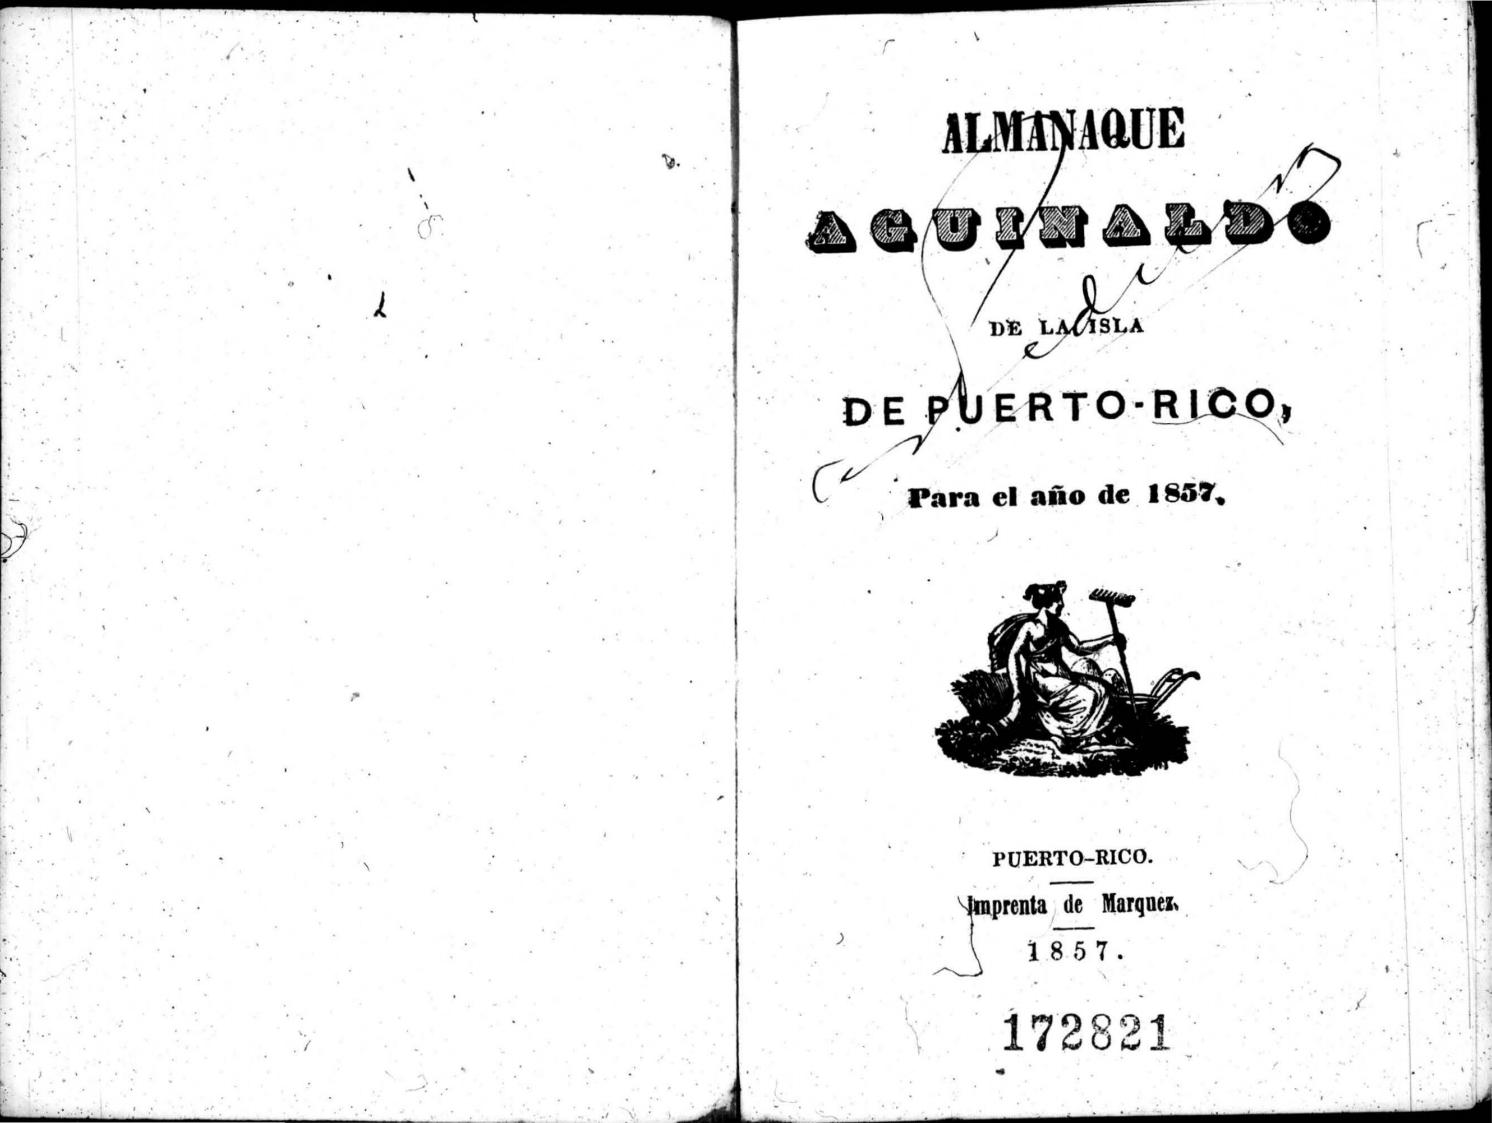 ALMANAQUE
AGUINALDO
DE LA ISLA
DE PUERTO-RICO,
Para el año de 1857.
PUERTO-RICO.
Imprenta de Marquez.
1857.
172821